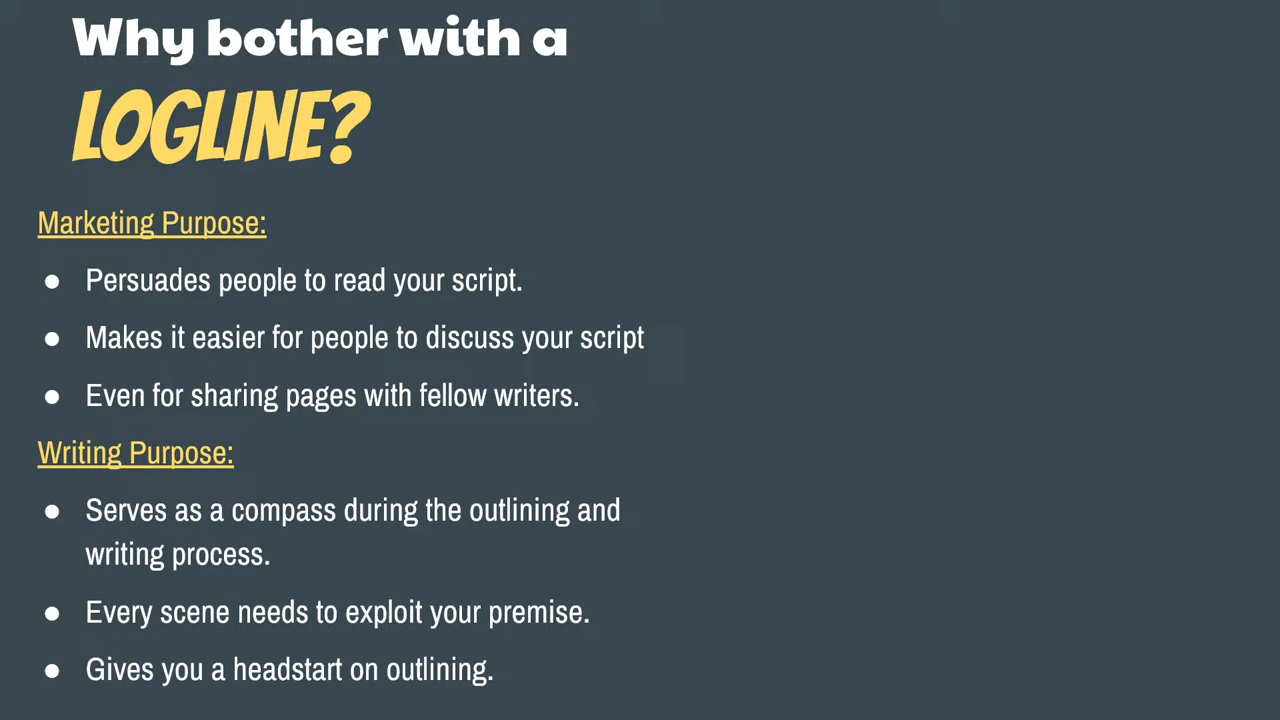 Why bother with a
LOGLINE?
Marketing Purpose:
● Persuades people to read your script.
● Makes it easier for people to discuss your script
● Even for sharing pages with fellow writers.
Writing Purpose:
● Serves as a compass during the outlining and
writing process.
● Every scene needs to exploit your premise.
● Gives you a headstart on outlining.